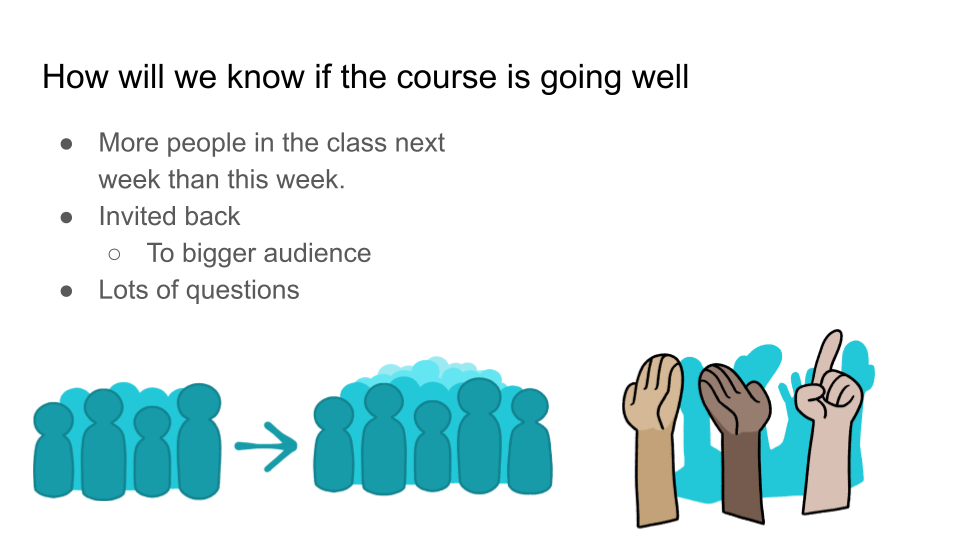 How will we know if the course is going well
● More people in the class next
week than this week.
● Invited back
○ To bigger audience
● Lots of questions